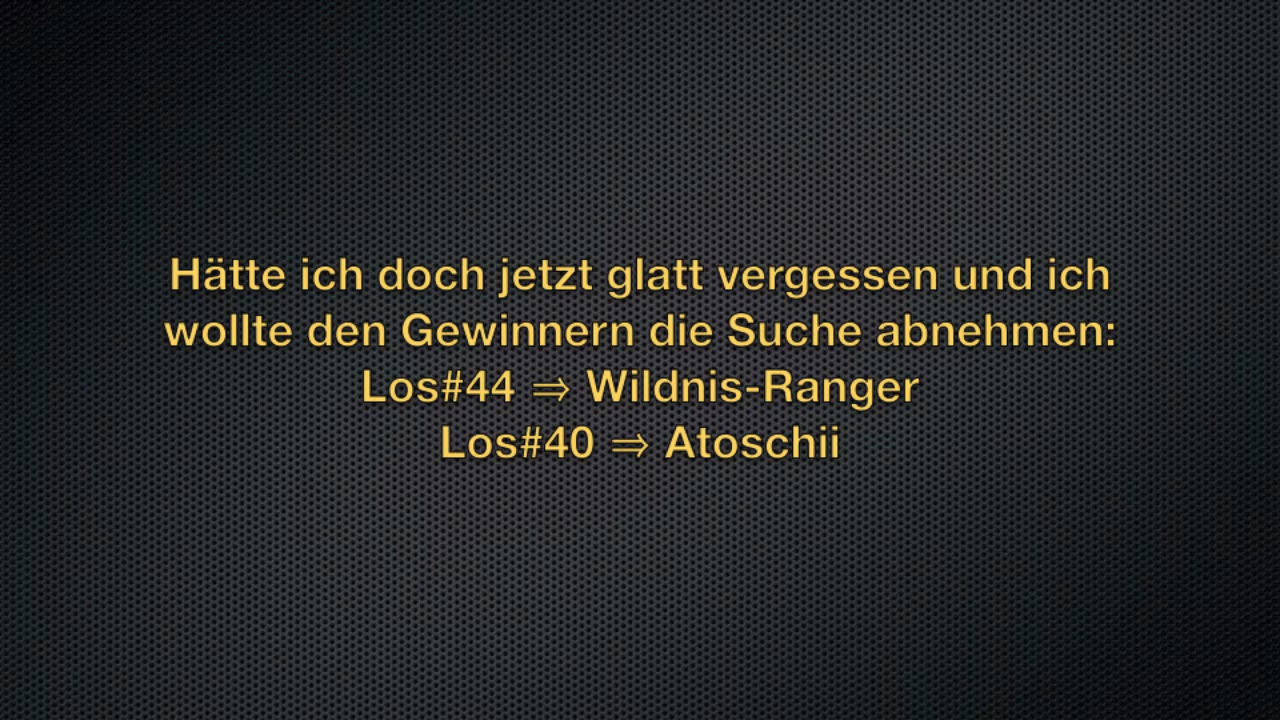 Hätte ich doch jetzt glatt vergessen und ich
wollte den Gewinnern die Suche abnehmen:
Los#44 ⇒ Wildnis-Ranger
Los#40 ⇒ Atoschii